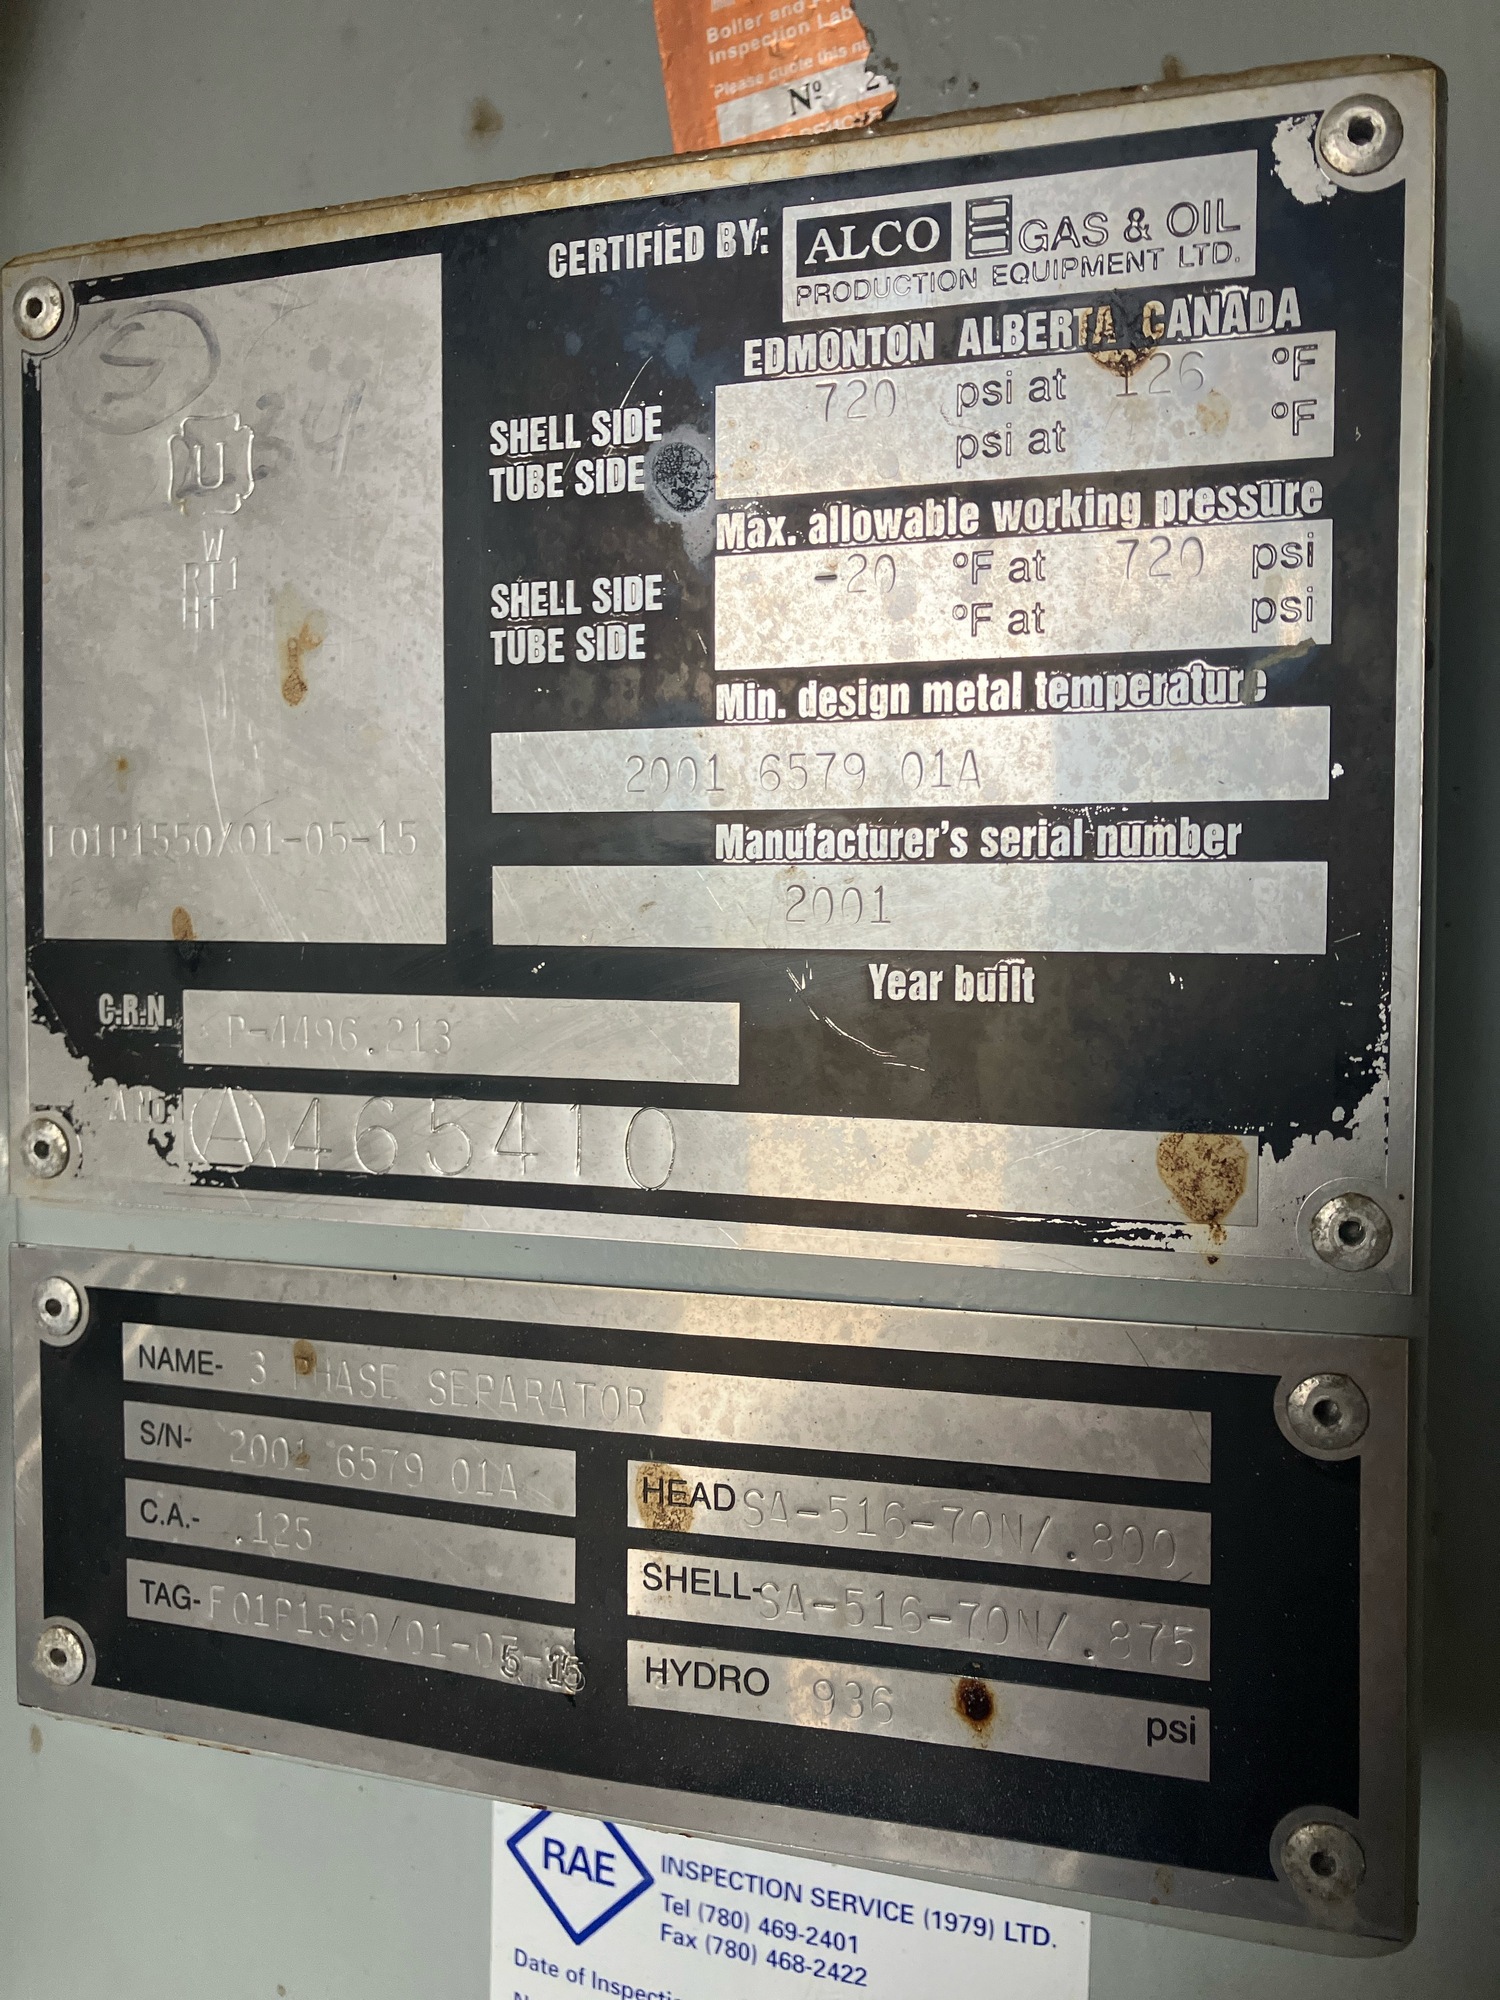 Boiler and
Inspection Lab
Please quote this
Nº 2
CERTIFIED BY: ALCO GAS & OIL
PRODUCTION EQUIPMENT LTD.
EDMONTON ALBERTA CANADA
SHELL SIDE 720 psi at 126 °F
TUBE SIDE psi at °F
Max. allowable working pressure
SHELL SIDE -20 °F at 720 psi
TUBE SIDE °F at psi
Min. design metal temperature
2001 6579 01A
Manufacturer's serial number
2001
Year built
U
W
RT1
HT
F01P1550/01-05-15
C.R.N. P-4496.213
A No. A 465410
NAME- 3 PHASE SEPARATOR
S/N- 2001 6579 01A
C.A.- .125
TAG- F01P1550/01-05-15
HEAD SA-516-70N/.800
SHELL- SA-516-70N/.875
HYDRO 936 psi
RAE INSPECTION SERVICE (1979) LTD.
Tel (780) 469-2401
Fax (780) 468-2422
Date of Inspecti